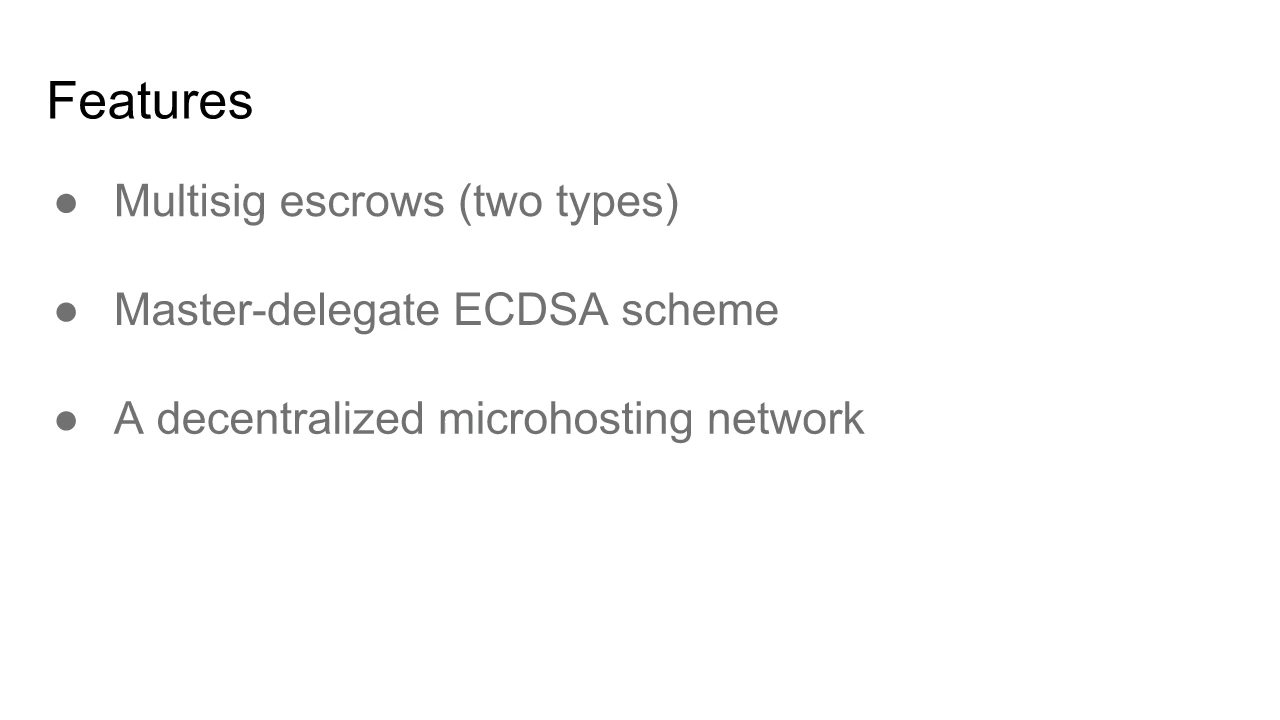 Features
● Multisig escrows (two types)
● Master-delegate ECDSA scheme
● A decentralized microhosting network